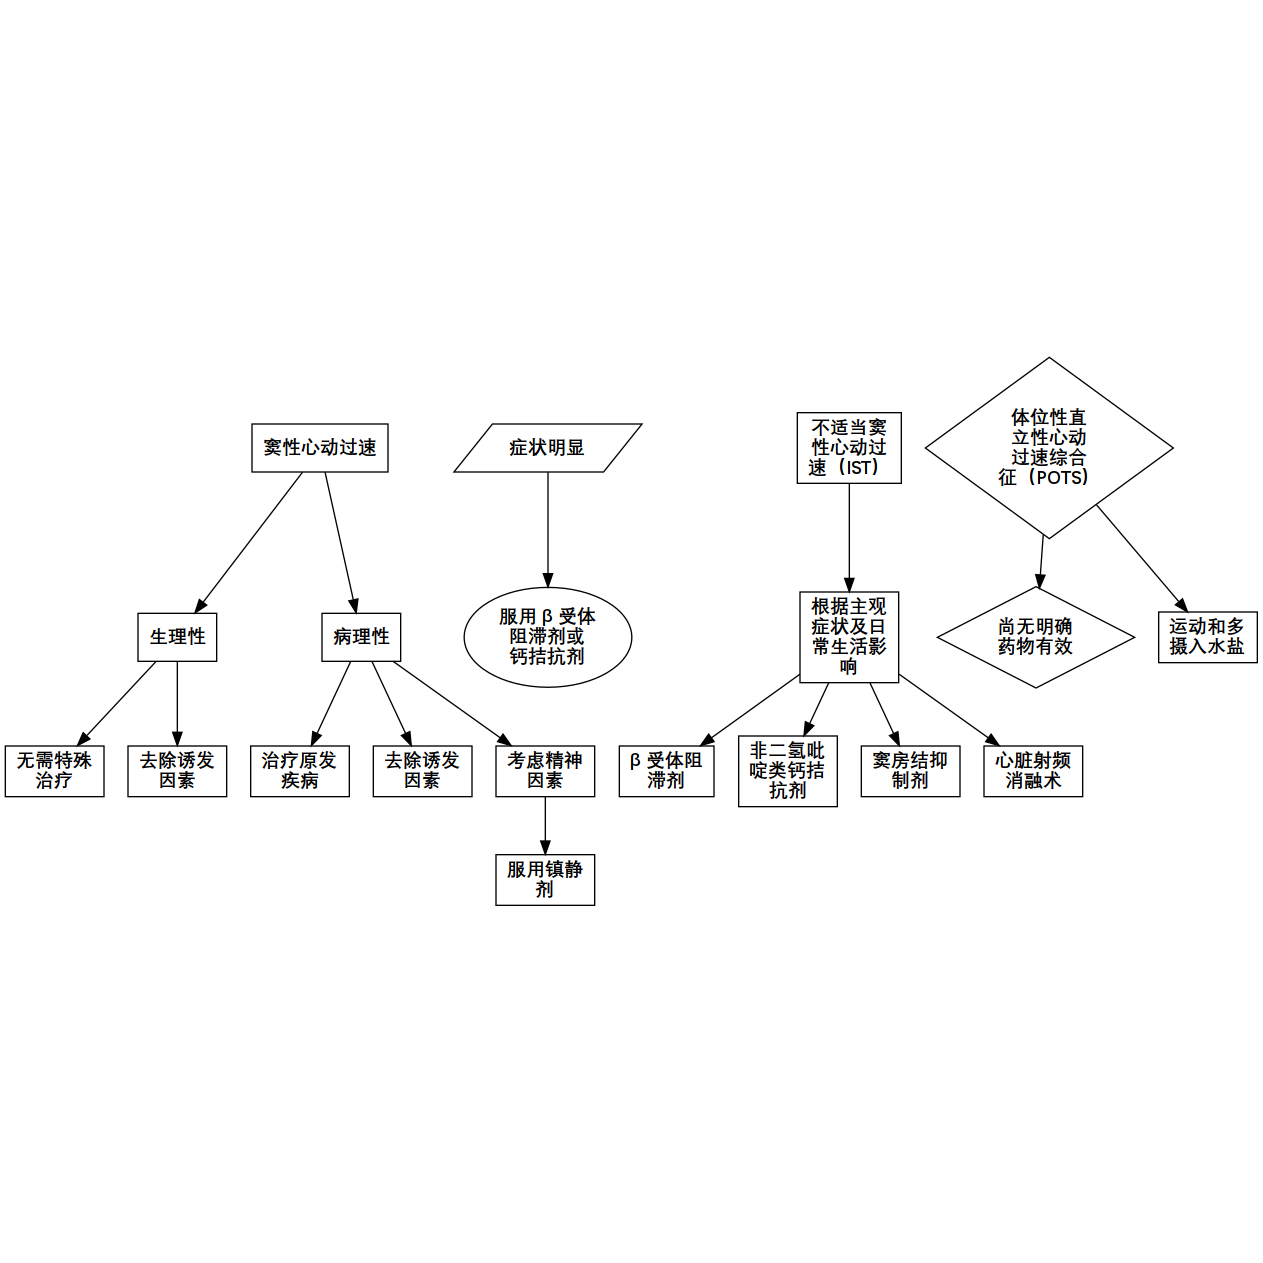 窦性心动过速
症状明显
不适当窦
性心动过
速（IST）
体位性直
立性心动
过速综合
征（POTS）
生理性
病理性
服用 β 受体
阻滞剂或
钙拮抗剂
根据主观
症状及日
常生活影
响
尚无明确
药物有效
运动和多
摄入水盐
无需特殊
治疗
去除诱发
因素
治疗原发
疾病
去除诱发
因素
考虑精神
因素
β 受体阻
滞剂
非二氢吡
啶类钙拮
抗剂
窦房结抑
制剂
心脏射频
消融术
服用镇静
剂